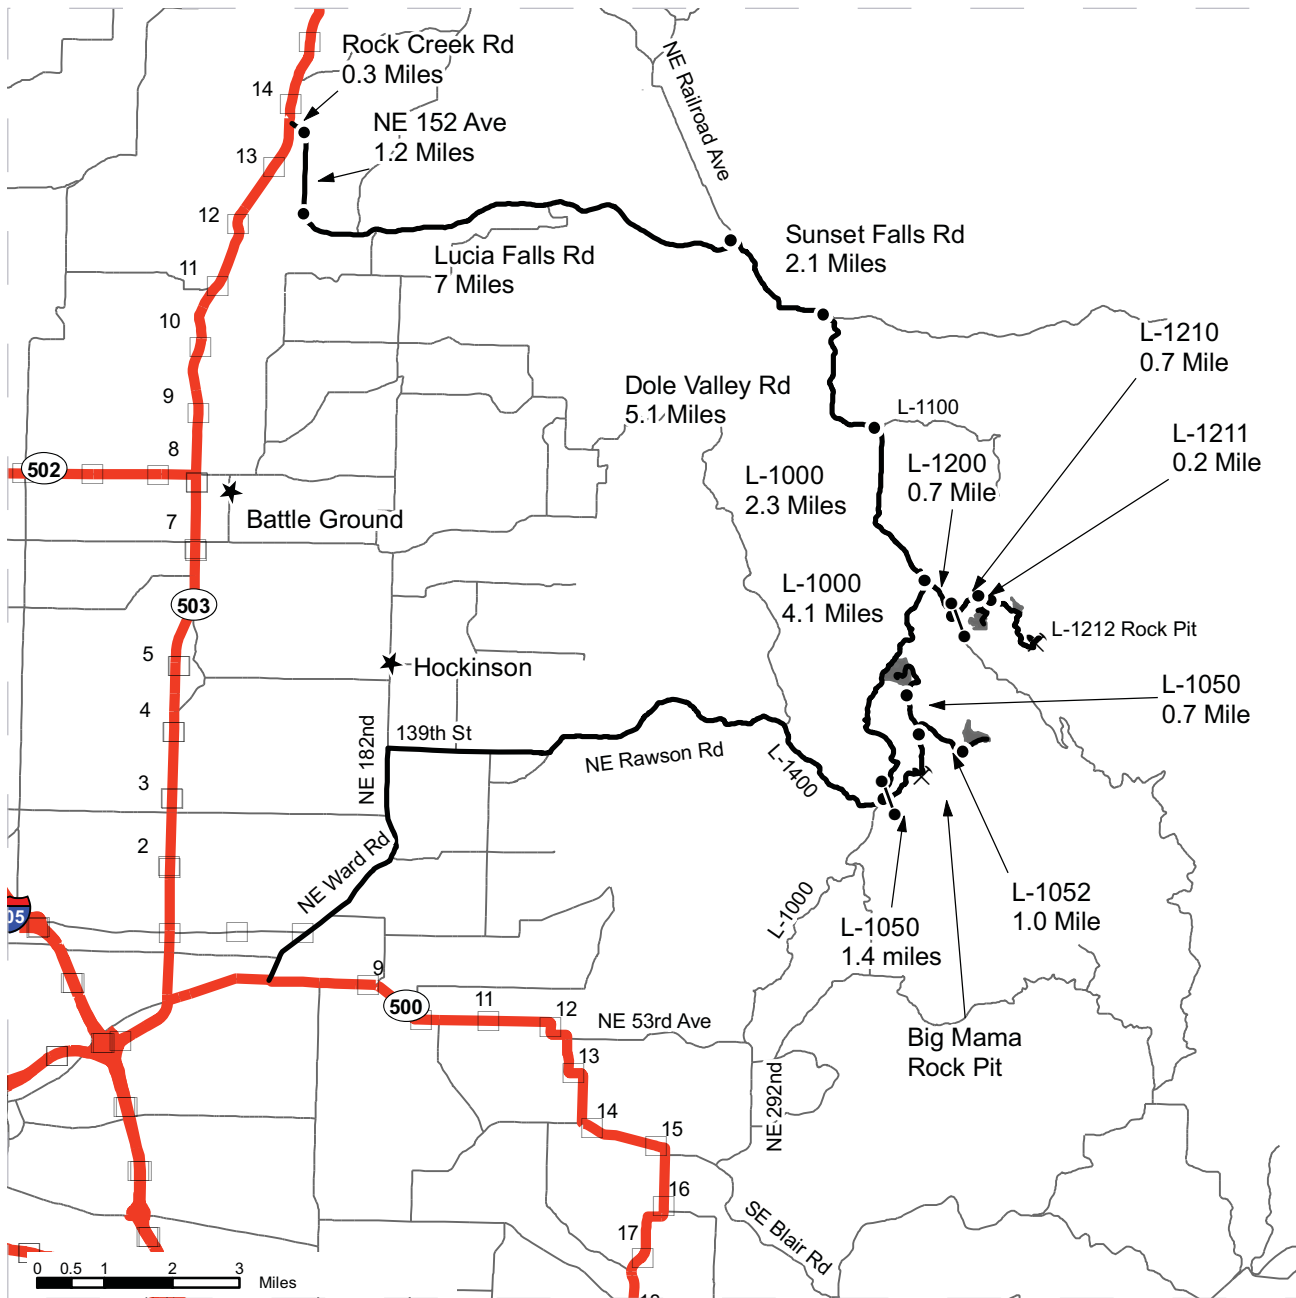 Rock Creek Rd
0.3 Miles
14
NE 152 Ave
1.2 Miles
13
NE Railroad Ave
12
Sunset Falls Rd
2.1 Miles
Lucia Falls Rd
7 Miles
11
10
L-1210
0.7 Mile
Dole Valley Rd
5.1 Miles
9
L-1100
L-1211
0.2 Mile
8
502
L-1000
2.3 Miles
L-1200
0.7 Mile
Battle Ground
7
503
L-1000
4.1 Miles
L-1212 Rock Pit
5
Hockinson
L-1050
0.7 Mile
4
139th St
NE 182nd
NE Rawson Rd
L-1400
3
2
NE Ward Rd
L-1052
1.0 Mile
L-1000
L-1050
1.4 miles
05
9
500
11
12
NE 53rd Ave
Big Mama
Rock Pit
13
NE 292nd
14
15
16
17
SE Blair Rd
0 0.5 1 2 3 Miles